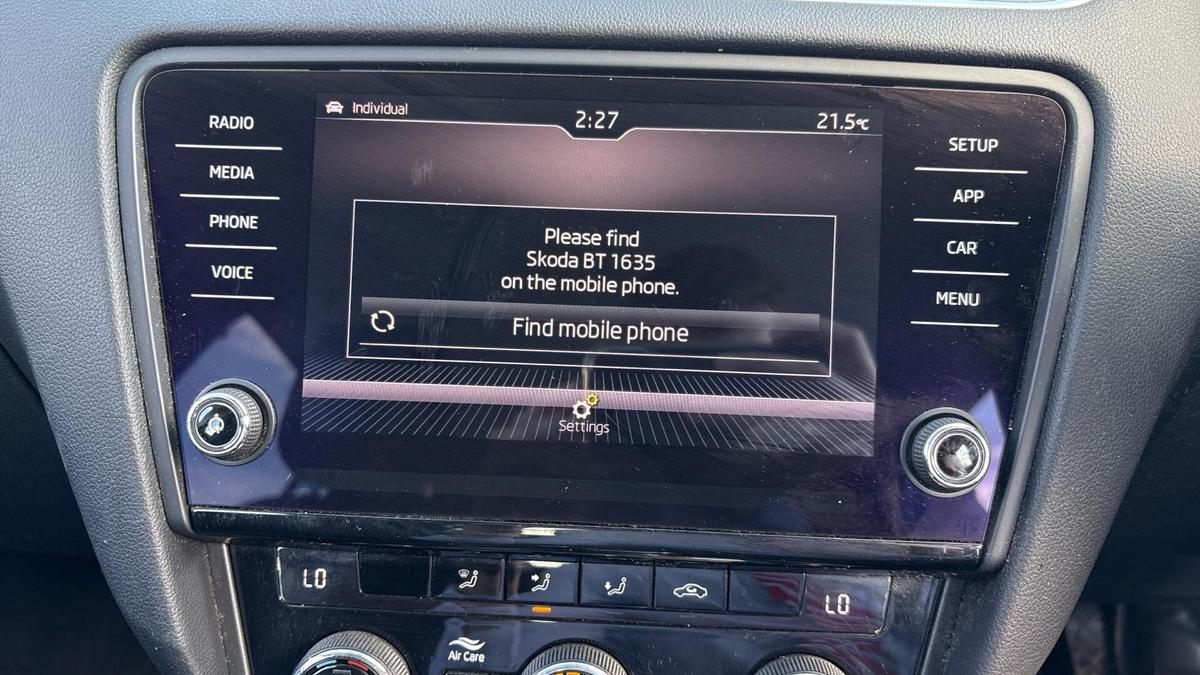 Individual
2:27
21.5°C
RADIO
MEDIA
PHONE
VOICE
SETUP
APP
CAR
MENU
Please find
Skoda BT 1635
on the mobile phone.
Find mobile phone
Settings
LO
LO
Air Care